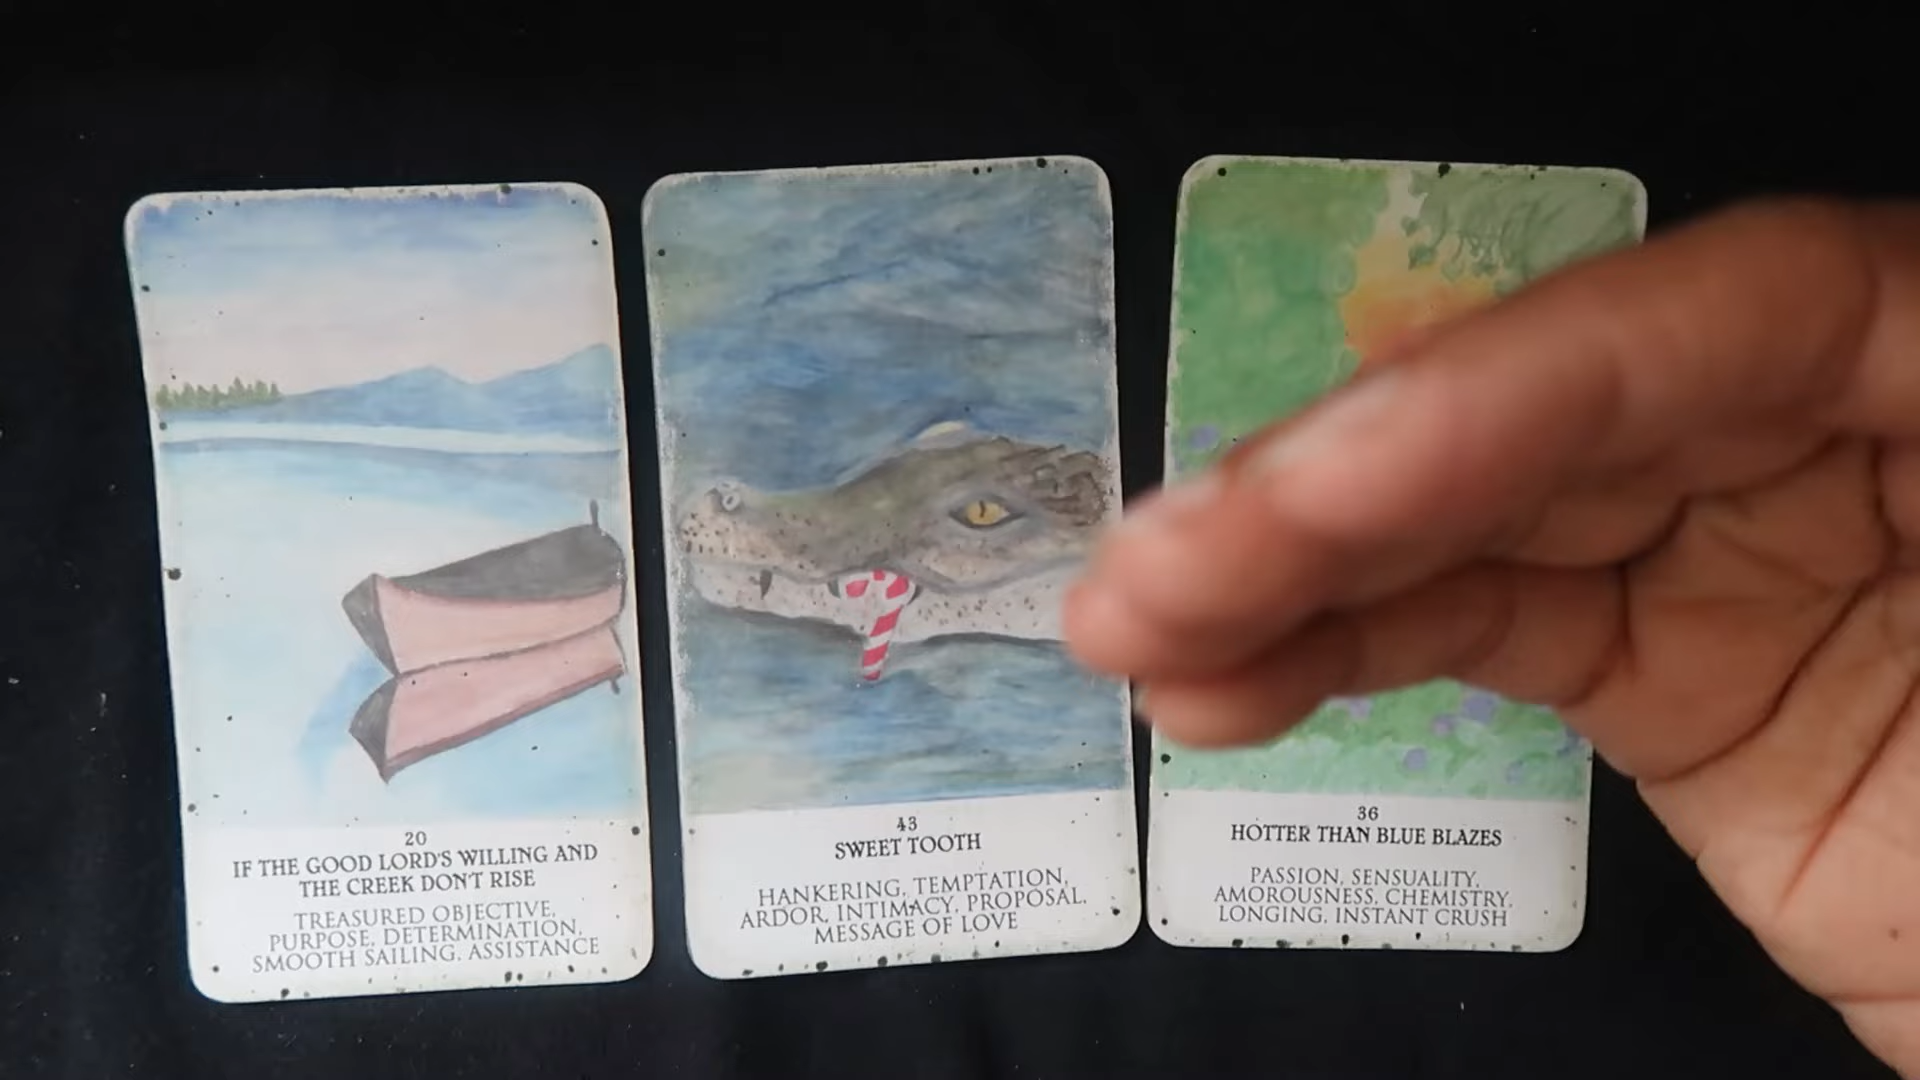 20
IF THE GOOD LORD'S WILLING AND
THE CREEK DON'T RISE
TREASURED OBJECTIVE,
PURPOSE, DETERMINATION,
SMOOTH SAILING, ASSISTANCE
43
SWEET TOOTH
HANKERING, TEMPTATION,
ARDOR, INTIMACY, PROPOSAL,
MESSAGE OF LOVE
36
HOTTER THAN BLUE BLAZES
PASSION, SENSUALITY,
AMOROUSNESS, CHEMISTRY,
LONGING, INSTANT CRUSH